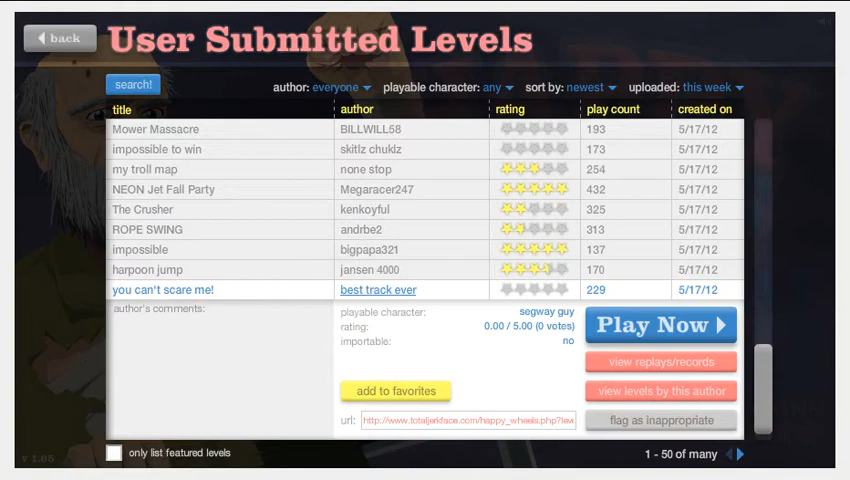 back
User Submitted Levels
search!
author: everyone playable character: any sort by: newest uploaded: this week
title author rating play count created on
Mower Massacre BILLWILL58 193 5/17/12
impossible to win skitlz chuklz 173 5/17/12
my troll map none stop 254 5/17/12
NEON Jet Fall Party Megaracer247 432 5/17/12
The Crusher kenkoyful 325 5/17/12
ROPE SWING andrbe2 313 5/17/12
impossible bigpapa321 137 5/17/12
harpoon jump jansen 4000 170 5/17/12
you can't scare me! best track ever 229 5/17/12
author's comments:
playable character: segway guy
rating: 0.00 / 5.00 (0 votes)
importable: no
Play Now
view replays/records
add to favorites
view levels by this author
url: http://www.totaljerkface.com/happy_wheels.php?lev
flag as inappropriate
only list featured levels
1 - 50 of many
v 1.65